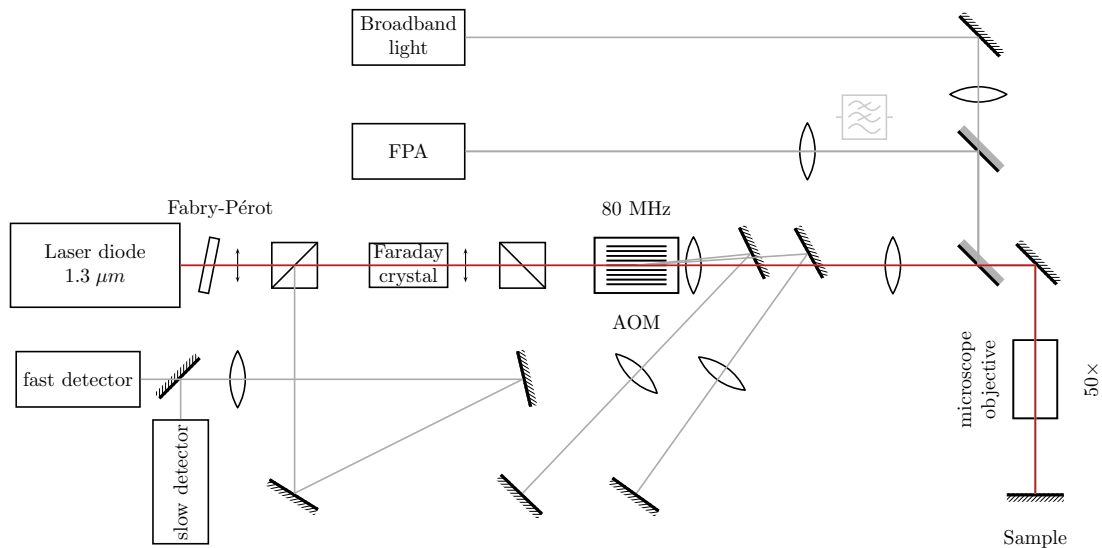 Broadband
light
FPA
Fabry-Pérot
80 MHz
Laser diode
1.3 μm
Faraday
crystal
AOM
microscope
objective
50×
fast detector
slow detector
Sample